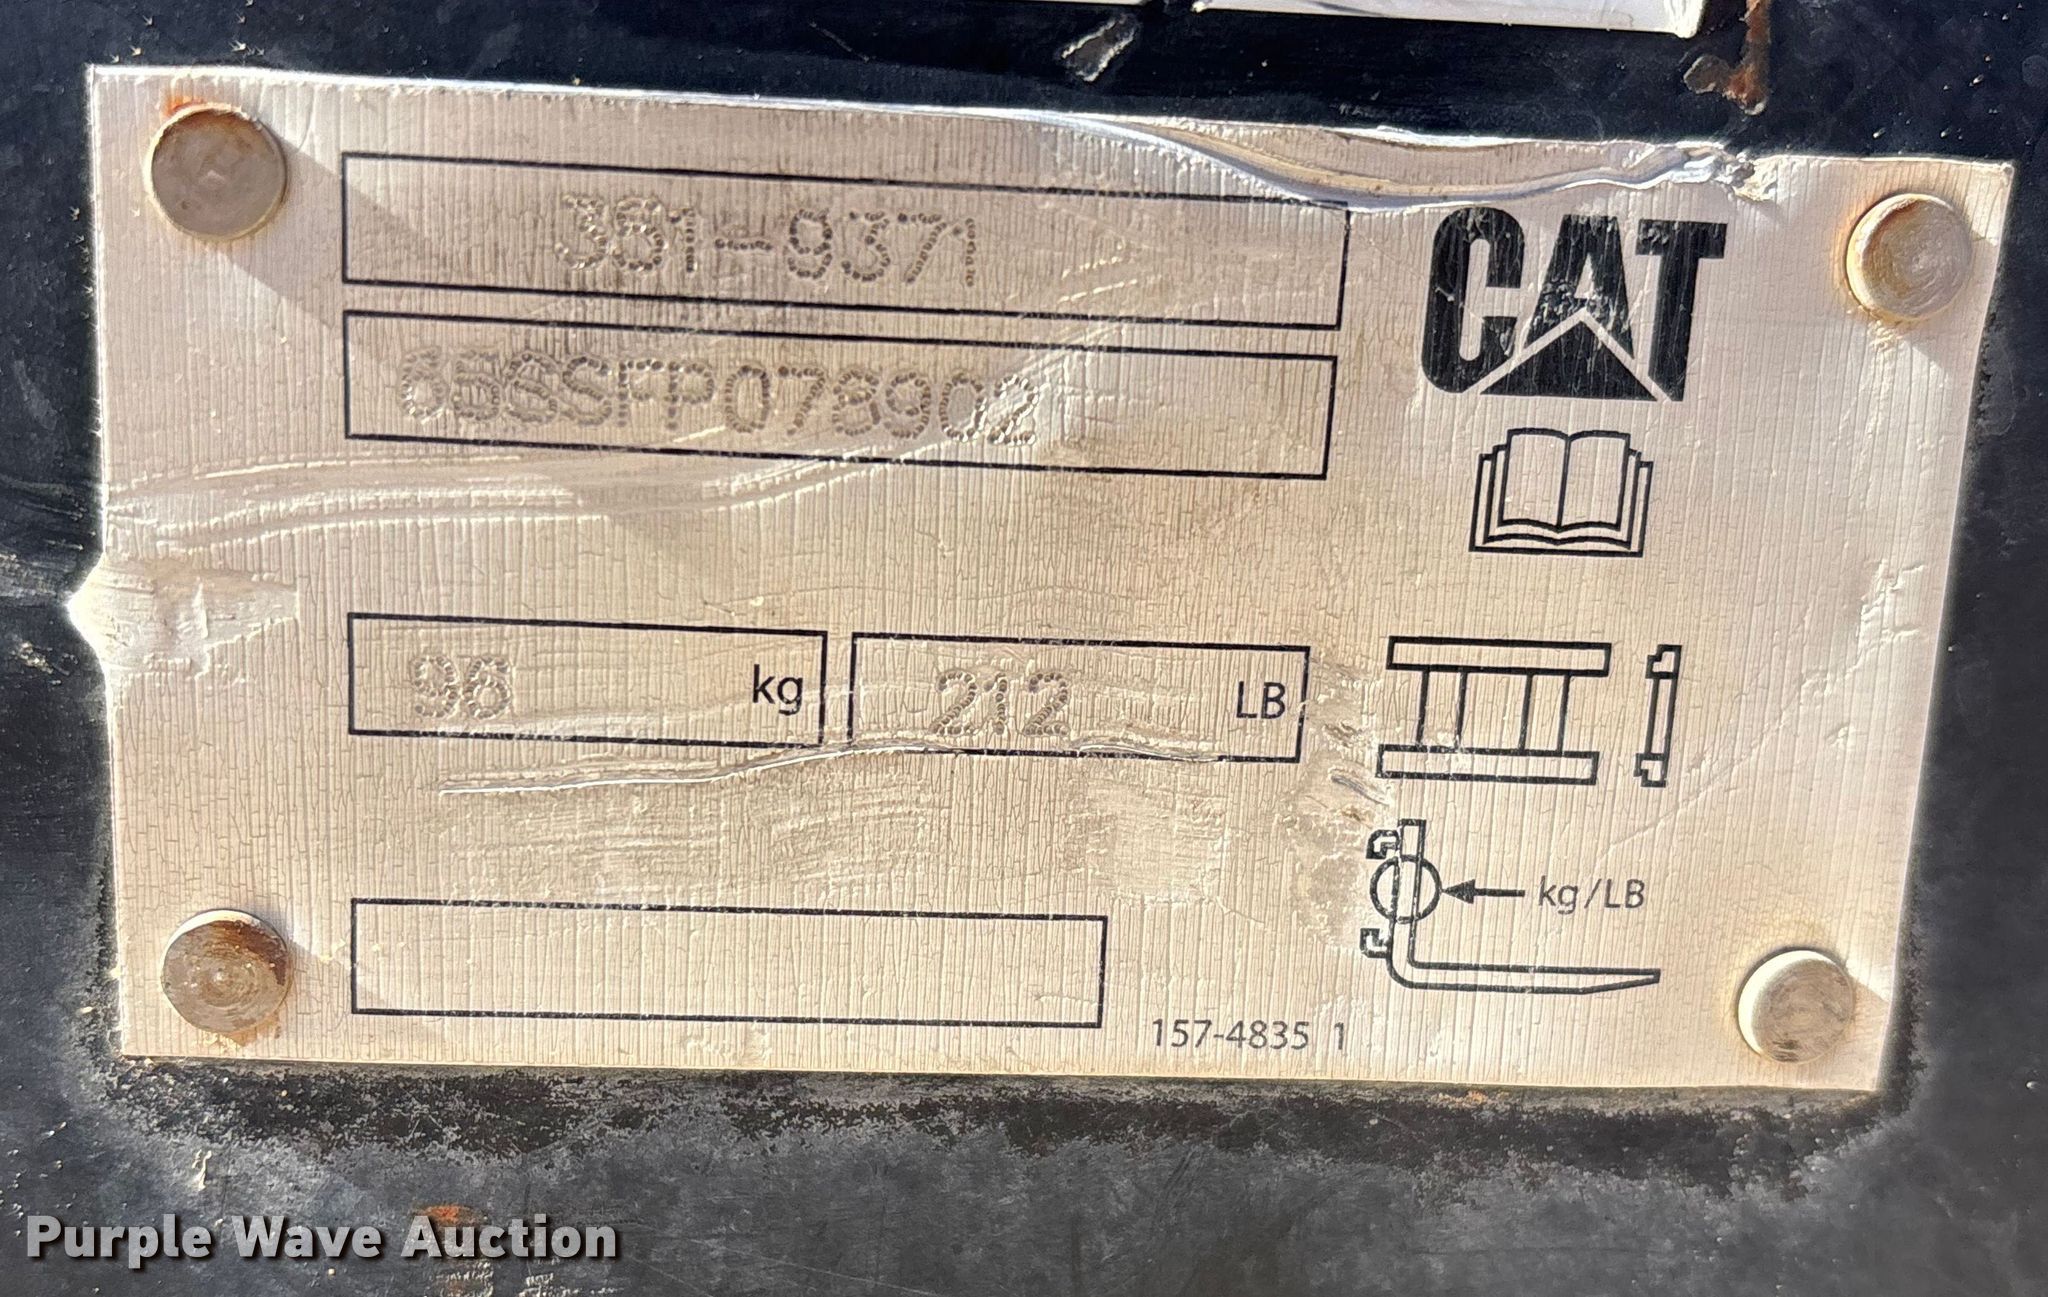 381-9371
CAT
656SFP078902
96 kg
212 LB
kg/LB
157-4835 1
Purple Wave Auction